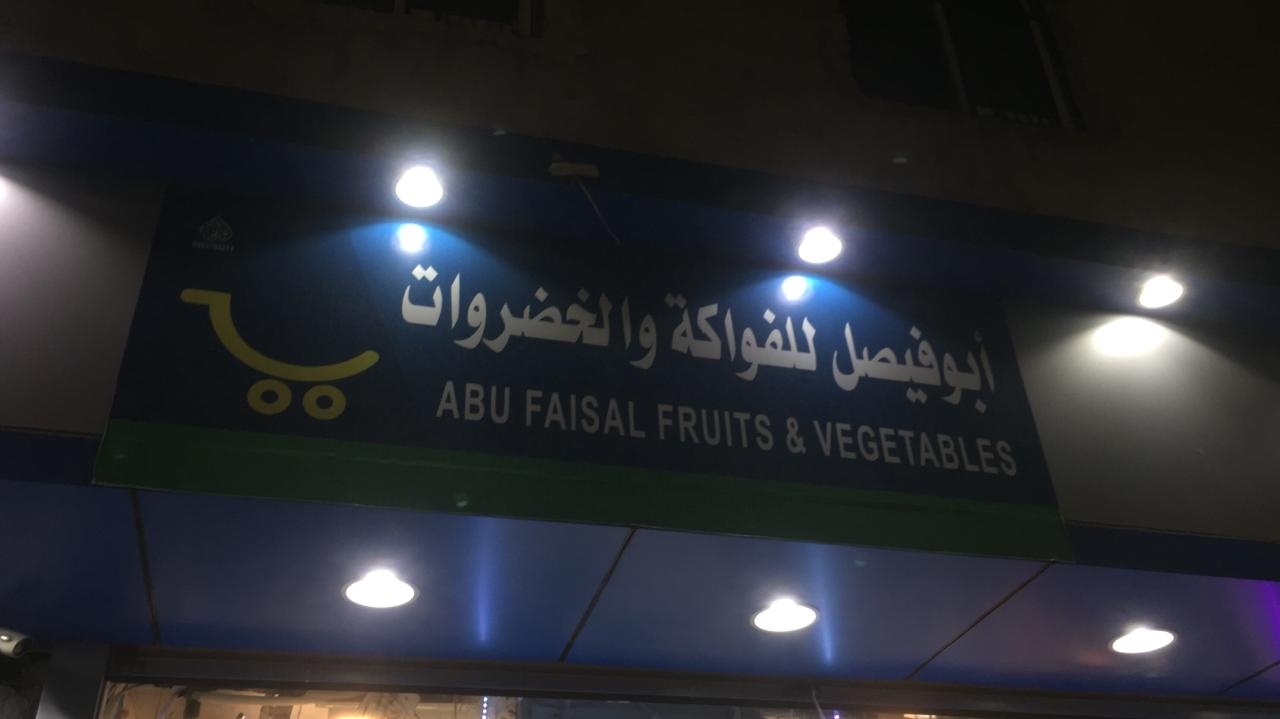 أبوفيصل للفواكة والخضروات
ABU FAISAL FRUITS & VEGETABLES